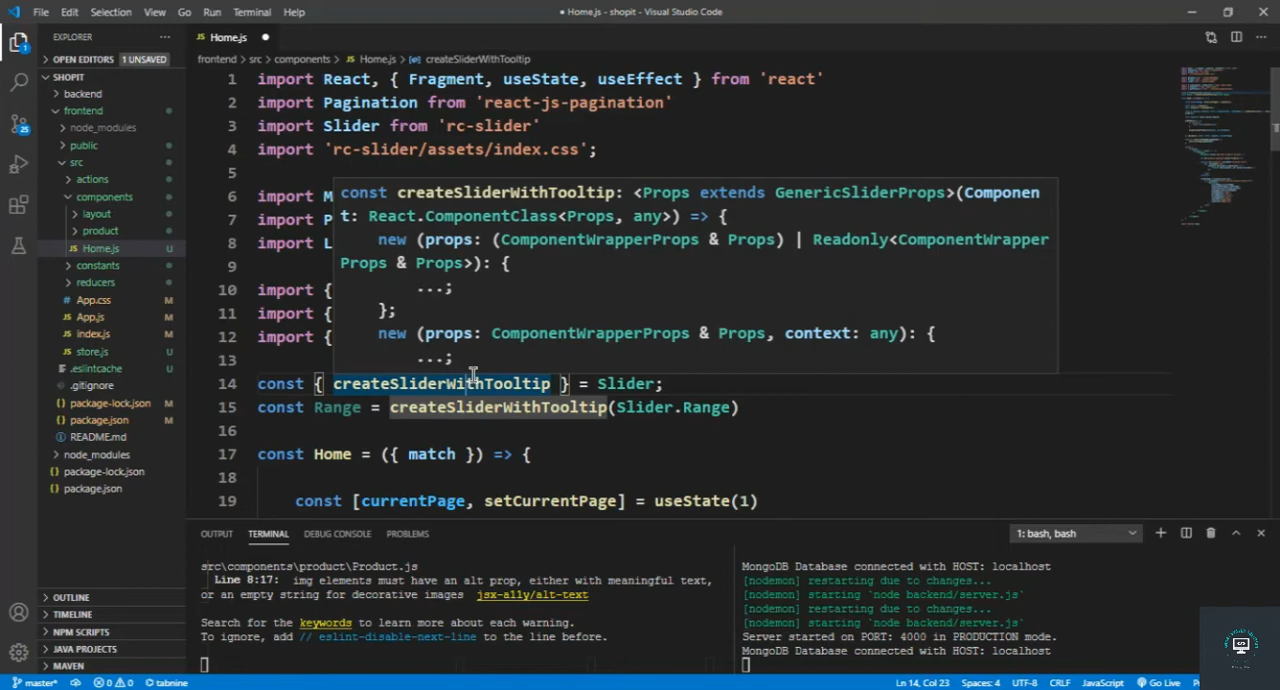 File Edit Selection View Go Run Terminal Help
● Home.js - shopit - Visual Studio Code
EXPLORER
OPEN EDITORS 1 UNSAVED
SHOPIT
backend
frontend
node_modules
public
src
actions
components
layout
product
Home.js U
constants
reducers
# App.css M
JS App.js M
JS index.js M
JS store.js U
.eslintcache
.gitignore
{} package-lock.json M
{} package.json M
README.md
node_modules
{} package-lock.json
{} package.json
OUTLINE
TIMELINE
NPM SCRIPTS
JAVA PROJECTS
MAVEN
1
25
JS Home.js ●
frontend > src > components > JS Home.js > createSliderWithTooltip
1 import React, { Fragment, useState, useEffect } from 'react'
2 import Pagination from 'react-js-pagination'
3 import Slider from 'rc-slider'
4 import 'rc-slider/assets/index.css';
5
6 import M
7 import P
8 import L
9
10 import {
11 import {
12 import {
13
const createSliderWithTooltip: <Props extends GenericSliderProps>(Componen
t: React.ComponentClass<Props, any>) => {
new (props: (ComponentWrapperProps & Props) | Readonly<ComponentWrapper
Props & Props>): {
...;
};
new (props: ComponentWrapperProps & Props, context: any): {
...;
14 const { createSliderWithTooltip } = Slider;
15 const Range = createSliderWithTooltip(Slider.Range)
16
17 const Home = ({ match }) => {
18
19 const [currentPage, setCurrentPage] = useState(1)
OUTPUT TERMINAL DEBUG CONSOLE PROBLEMS
1: bash, bash
src\components\product\Product.js
Line 8:17: img elements must have an alt prop, either with meaningful text,
or an empty string for decorative images jsx-a11y/alt-text
Search for the keywords to learn more about each warning.
To ignore, add // eslint-disable-next-line to the line before.
MongoDB Database connected with HOST: localhost
[nodemon] restarting due to changes...
[nodemon] starting `node backend/server.js`
[nodemon] restarting due to changes...
[nodemon] starting `node backend/server.js`
Server started on PORT: 4000 in PRODUCTION mode.
MongoDB Database connected with HOST: localhost
master* 0 0 tabnine
Ln 14, Col 23 Spaces: 4 UTF-8 CRLF JavaScript Go Live